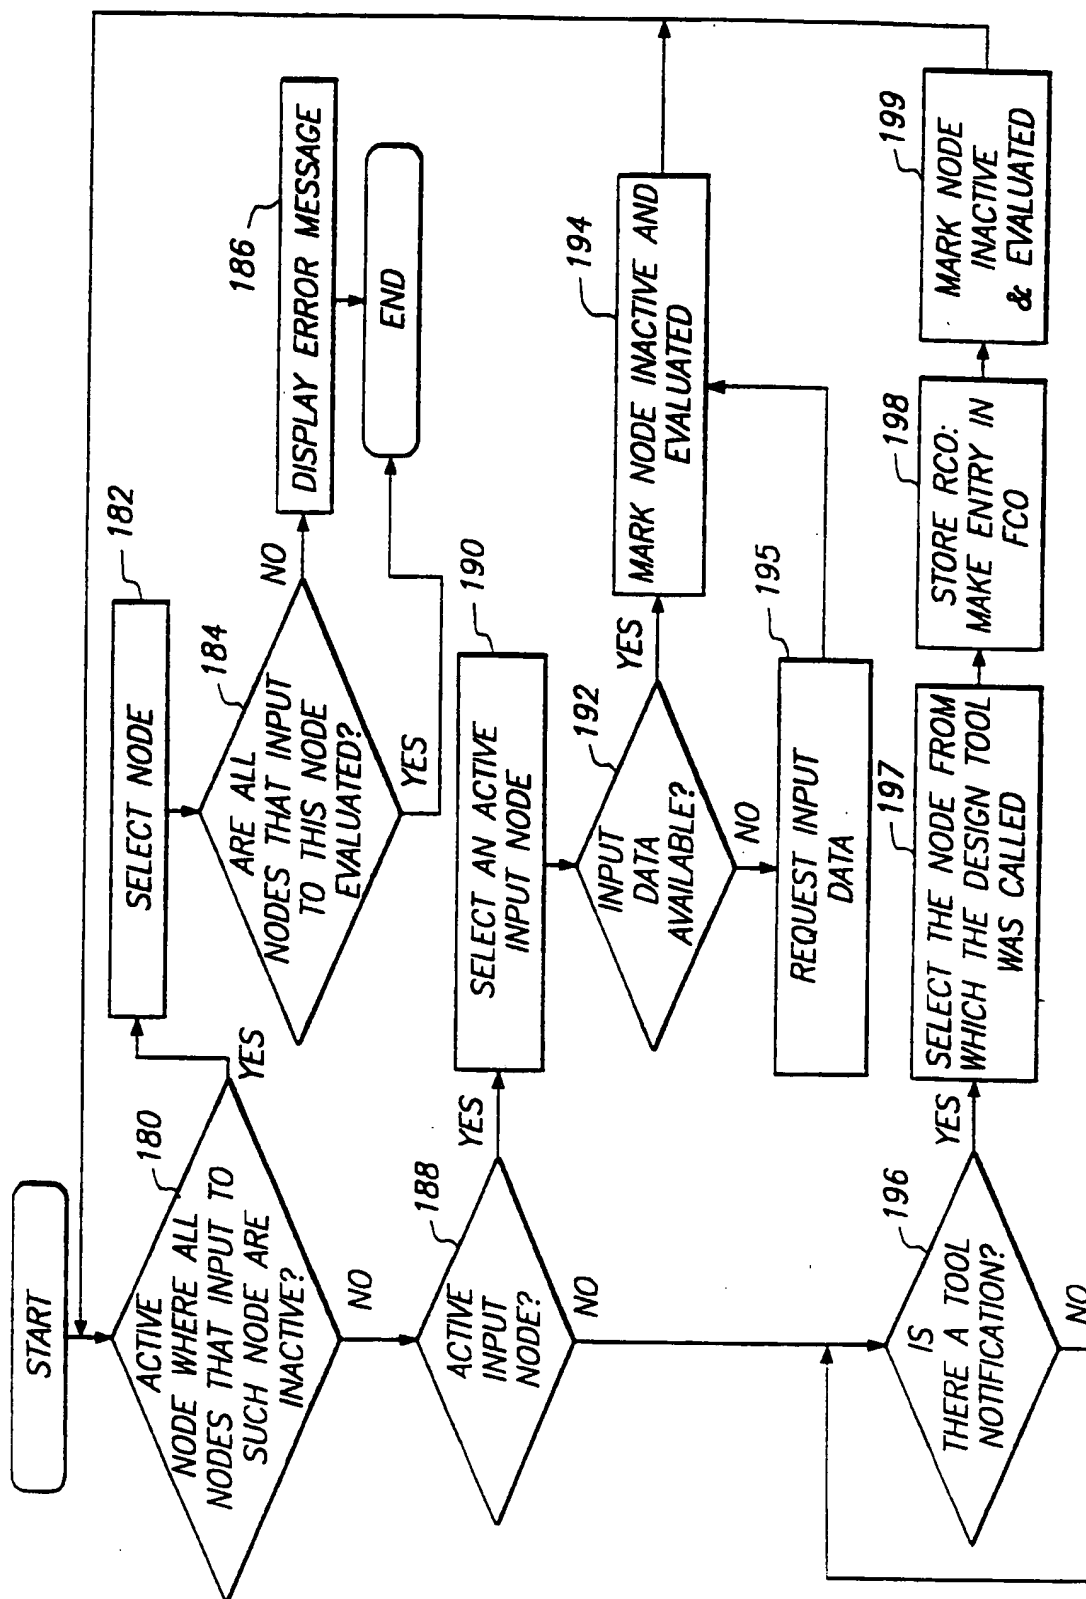 START
180
ACTIVE
NODE WHERE ALL
NODES THAT INPUT TO
SUCH NODE ARE
INACTIVE?
YES
NO
182
SELECT NODE
184
ARE ALL
NODES THAT INPUT
TO THIS NODE
EVALUATED?
NO
YES
186
DISPLAY ERROR MESSAGE
END
188
ACTIVE
INPUT
NODE?
YES
NO
190
SELECT AN ACTIVE
INPUT NODE
192
INPUT
DATA
AVAILABLE?
YES
NO
194
MARK NODE INACTIVE AND
EVALUATED
195
REQUEST INPUT
DATA
196
IS
THERE A TOOL
NOTIFICATION?
YES
NO
197
SELECT THE NODE FROM
WHICH THE DESIGN TOOL
WAS CALLED
198
STORE RCO:
MAKE ENTRY IN
FCO
199
MARK NODE
INACTIVE
& EVALUATED